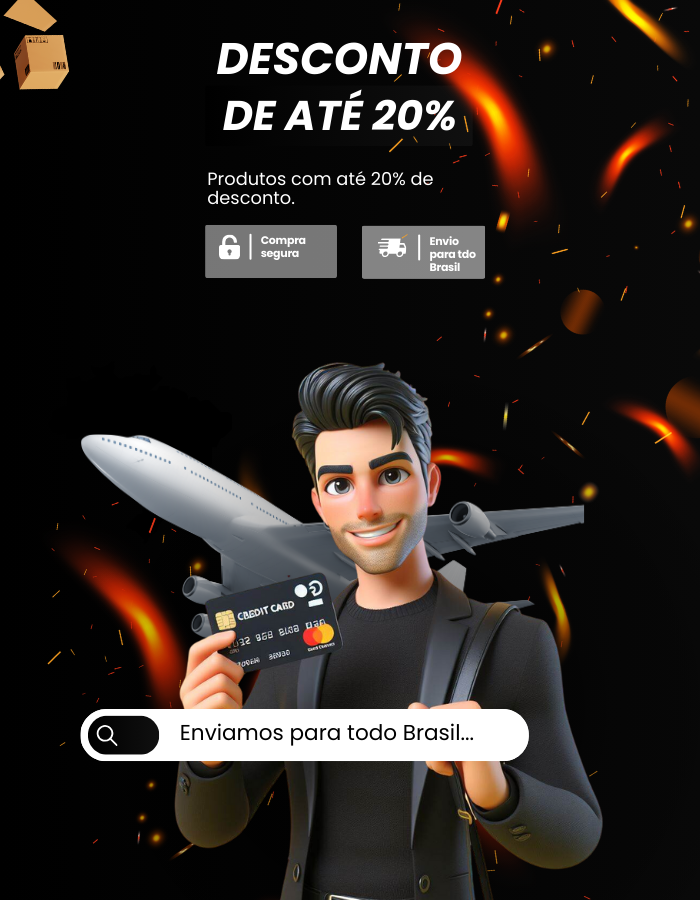 DESCONTO
DE ATÉ 20%
Produtos com até 20% de
desconto.
Compra
segura
Envio
para tdo
Brasil
CREDIT CARD
Enviamos para todo Brasil...